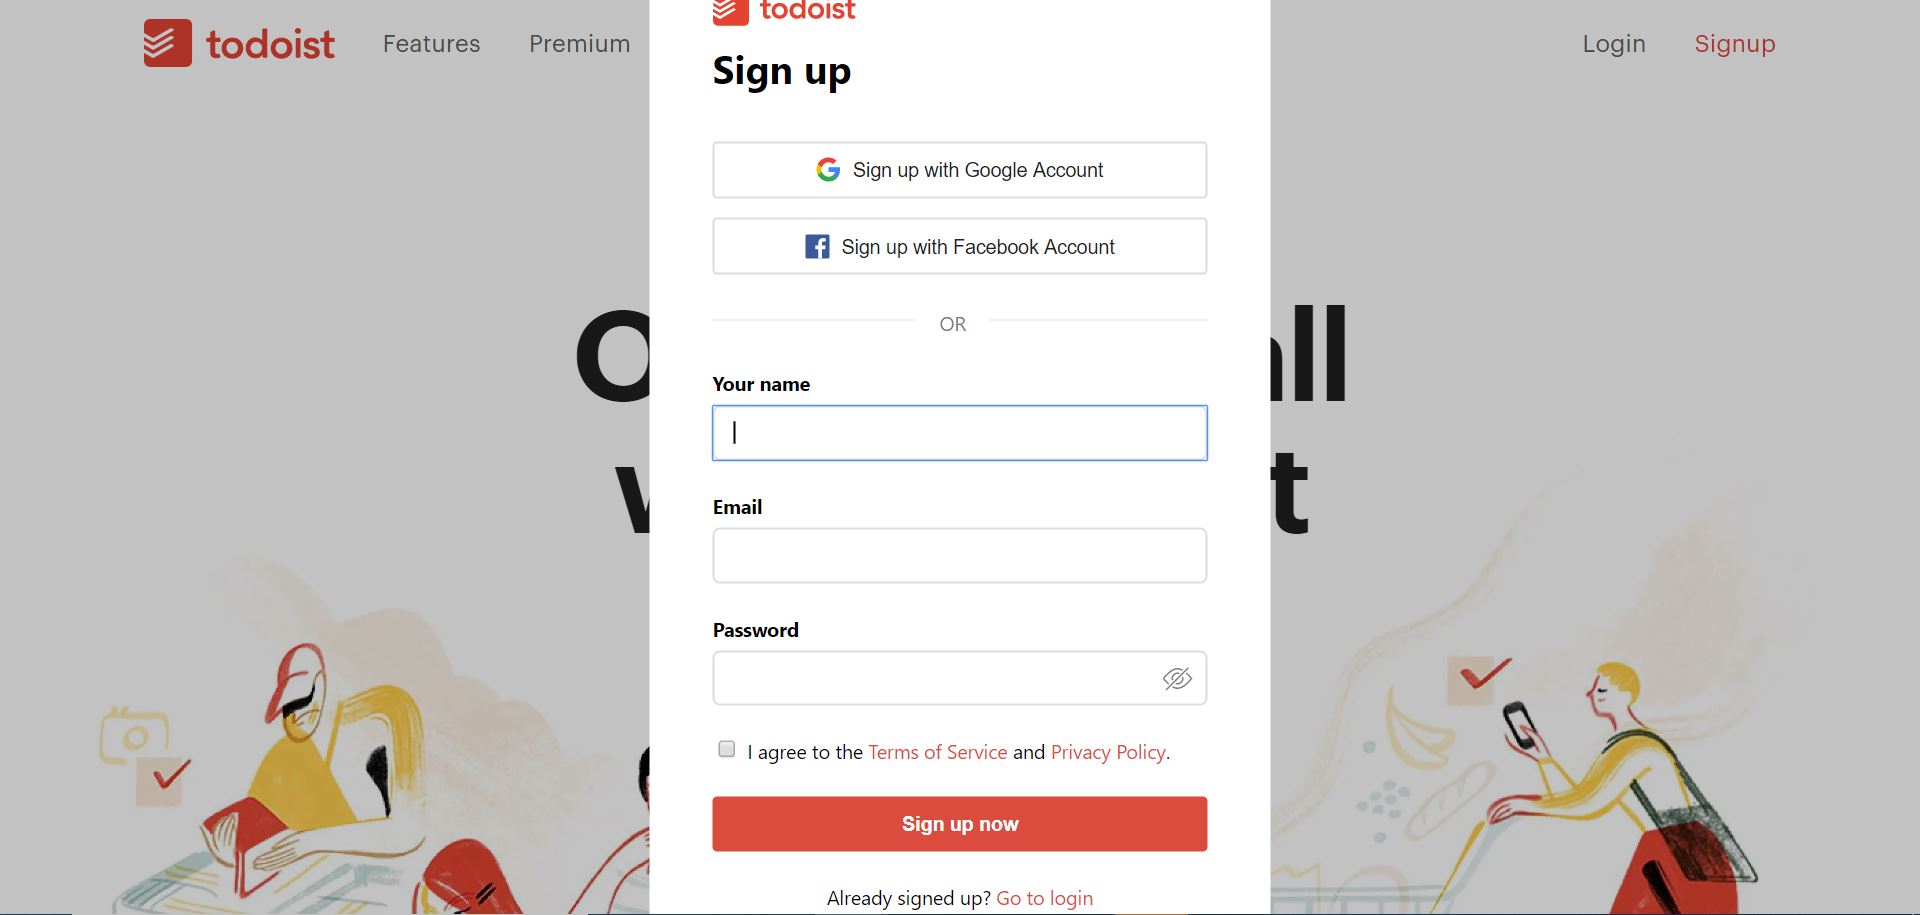 todoist
Features
Premium
Login
Signup
todoist
Sign up
Sign up with Google Account
Sign up with Facebook Account
OR
Your name
Email
Password
I agree to the Terms of Service and Privacy Policy.
Sign up now
Already signed up? Go to login